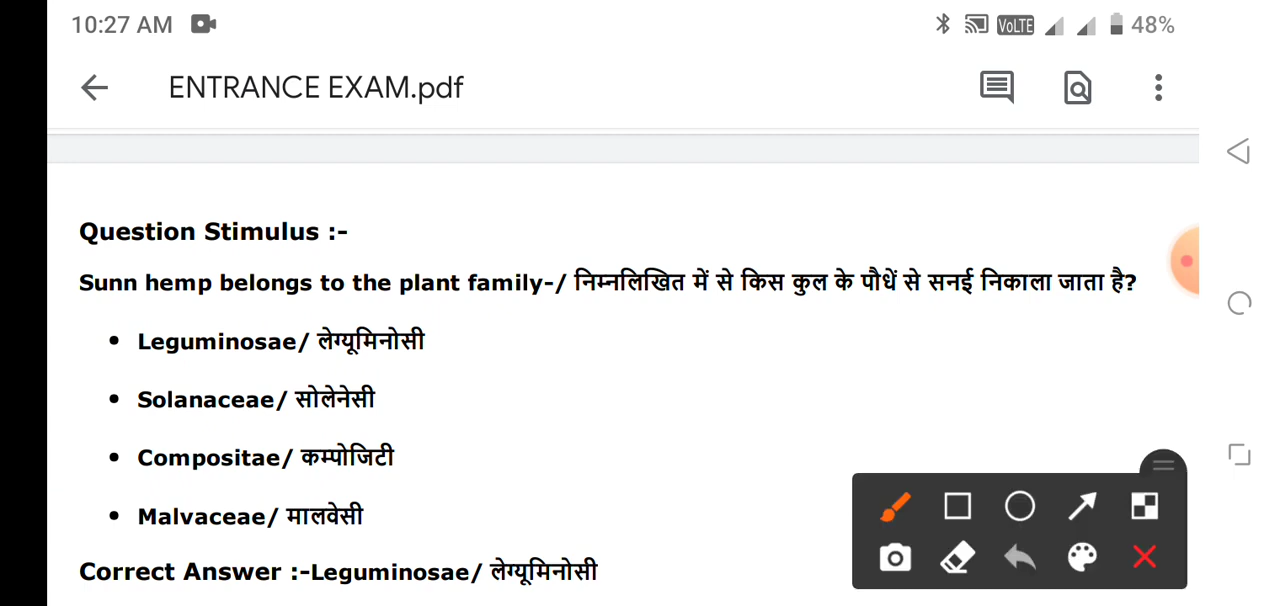 10:27 AM VoLTE 48%
ENTRANCE EXAM.pdf
Question Stimulus :-
Sunn hemp belongs to the plant family-/ निम्नलिखित में से किस कुल के पौधें से सनई निकाला जाता है?
• Leguminosae/ लेग्यूमिनोसी
• Solanaceae/ सोलेनेसी
• Compositae/ कम्पोजिटी
• Malvaceae/ मालवेसी
Correct Answer :-Leguminosae/ लेग्यूमिनोसी